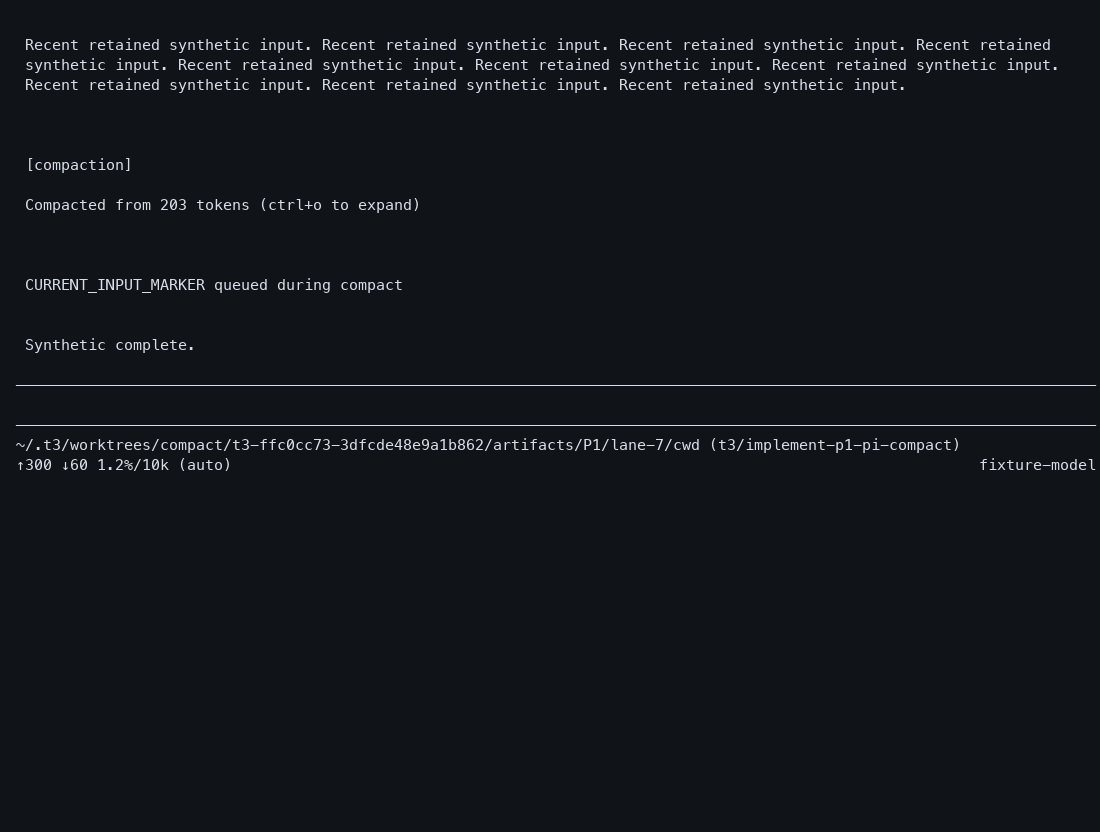 Recent retained synthetic input. Recent retained synthetic input. Recent retained synthetic input. Recent retained
synthetic input. Recent retained synthetic input. Recent retained synthetic input. Recent retained synthetic input.
Recent retained synthetic input. Recent retained synthetic input. Recent retained synthetic input.
[compaction]
Compacted from 203 tokens (ctrl+o to expand)
CURRENT_INPUT_MARKER queued during compact
Synthetic complete.
~/.t3/worktrees/compact/t3-ffc0cc73-3dfcde48e9a1b862/artifacts/P1/lane-7/cwd (t3/implement-p1-pi-compact)
↑300 ↓60 1.2%/10k (auto) fixture-model